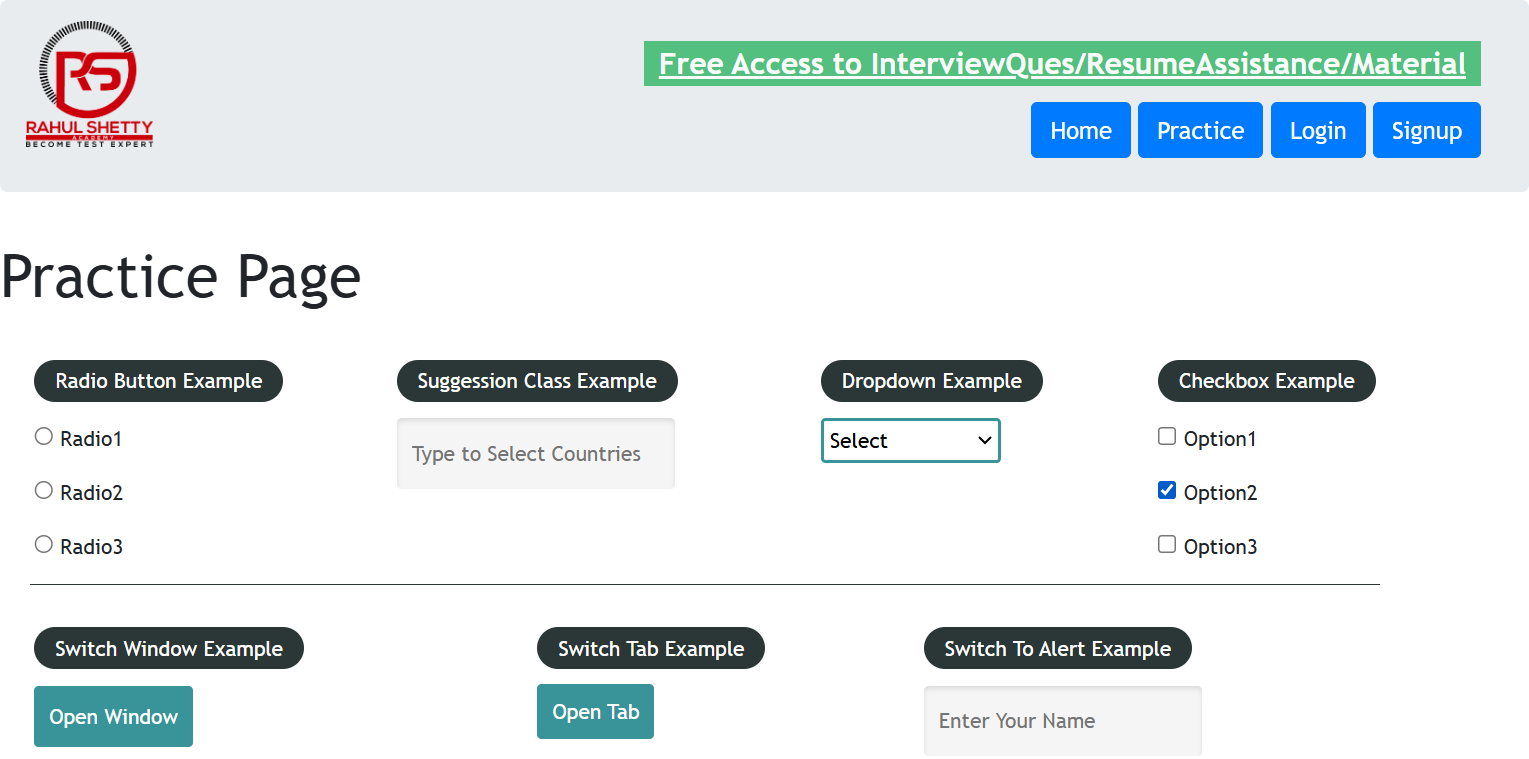 RAHUL SHETTY
ACADEMY
BECOME TEST EXPERT
Free Access to InterviewQues/ResumeAssistance/Material
Home Practice Login Signup
Practice Page
Radio Button Example Suggession Class Example Dropdown Example Checkbox Example
Radio1 Type to Select Countries Select Option1
Radio2 Option2
Radio3 Option3
Switch Window Example Switch Tab Example Switch To Alert Example
Open Window Open Tab Enter Your Name